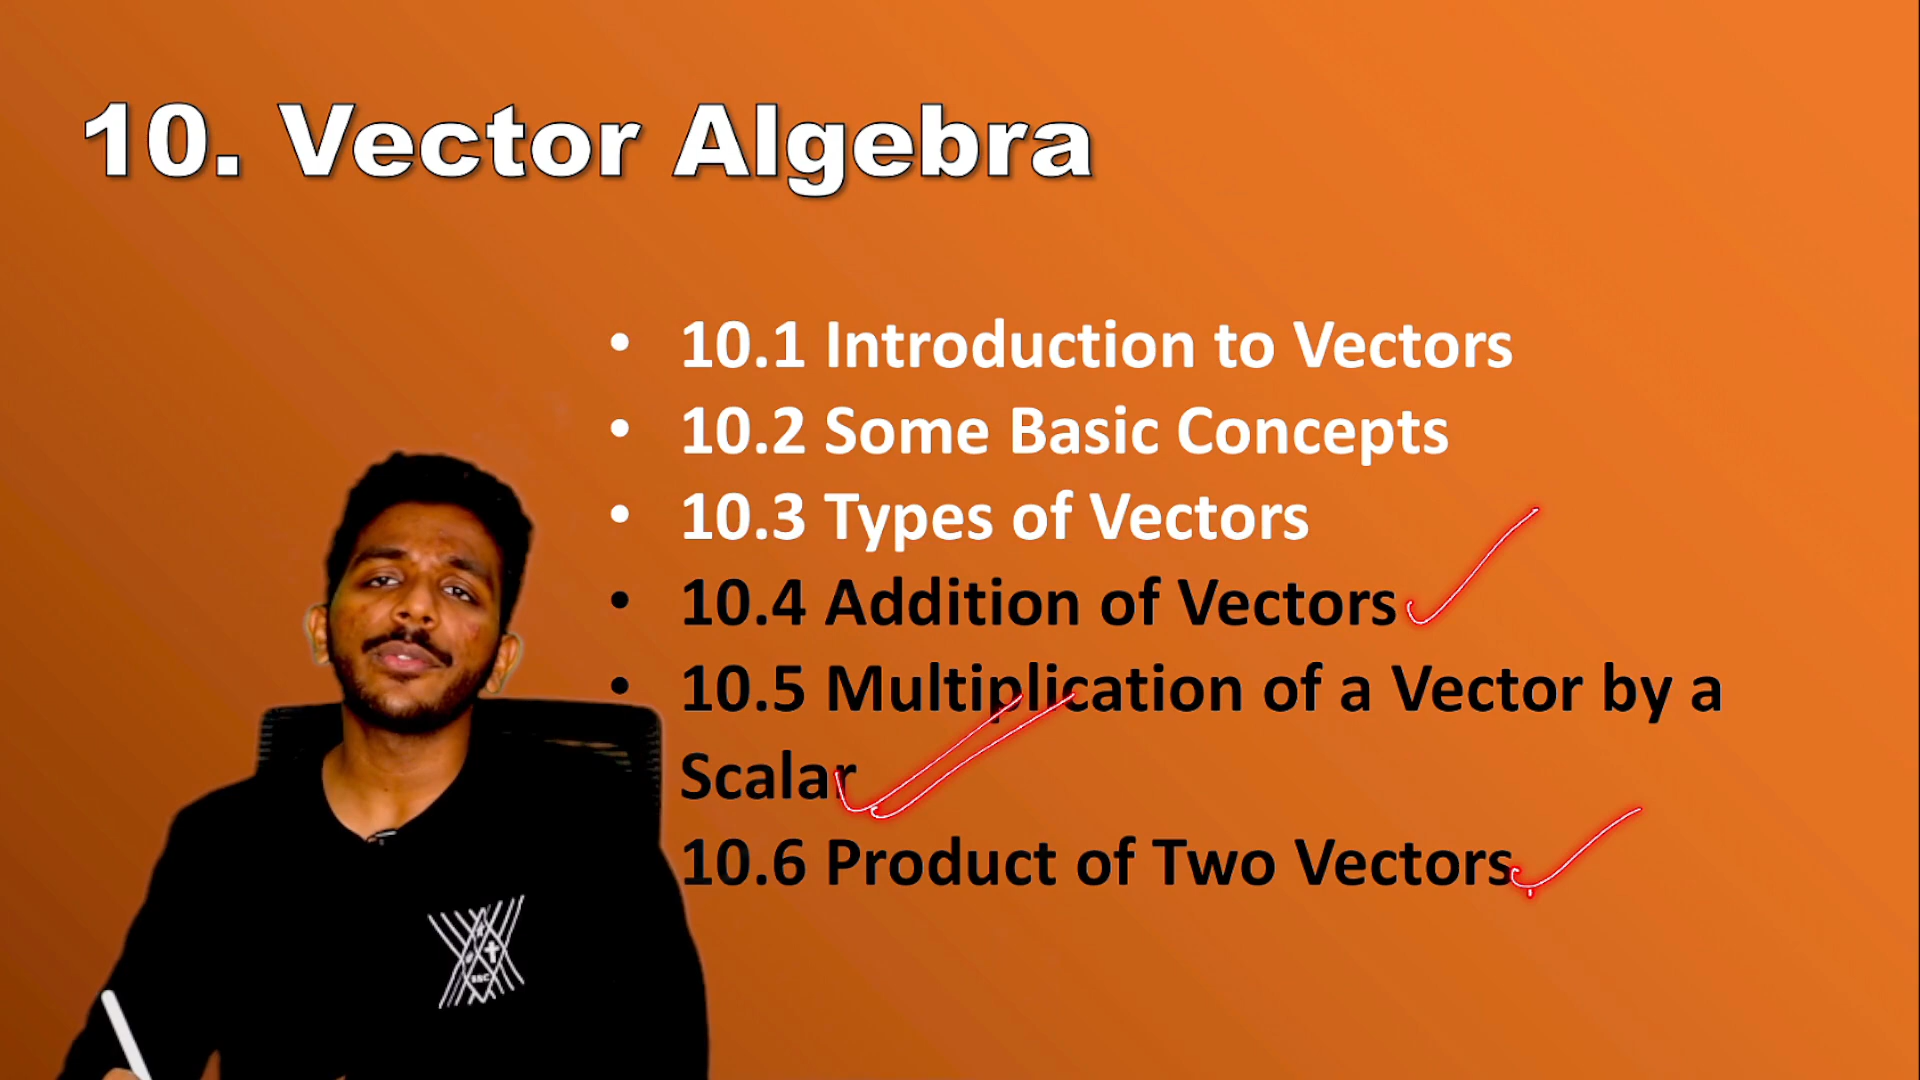 10. Vector Algebra
• 10.1 Introduction to Vectors
• 10.2 Some Basic Concepts
• 10.3 Types of Vectors
• 10.4 Addition of Vectors
• 10.5 Multiplication of a Vector by a
Scalar
10.6 Product of Two Vectors